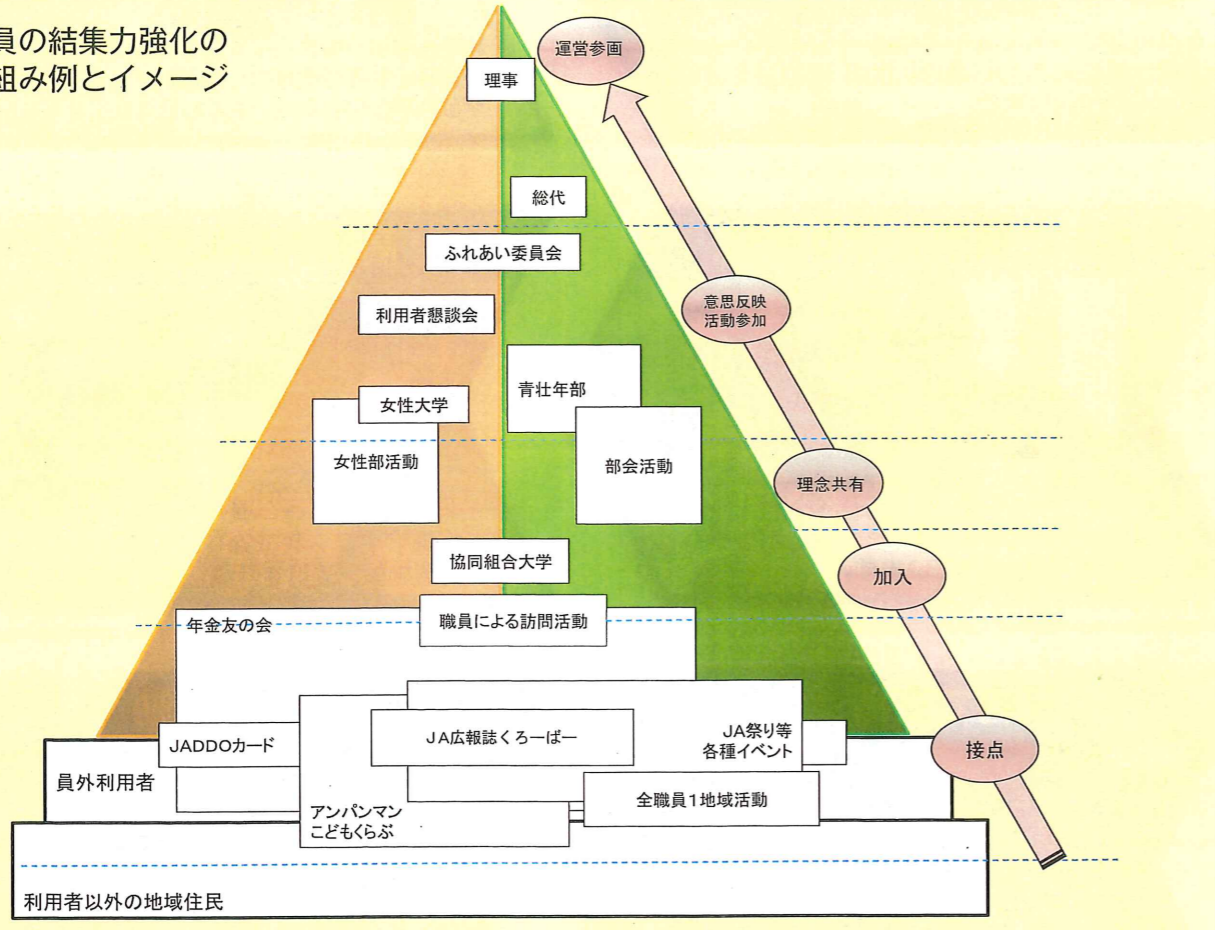 員の結集力強化の
組み例とイメージ
運営参画
理事
総代
ふれあい委員会
意思反映
活動参加
利用者懇談会
青壮年部
女性大学
女性部活動
部会活動
理念共有
協同組合大学
加入
職員による訪問活動
年金友の会
JADDOカード
JA広報誌くろーばー
JA祭り等
各種イベント
接点
員外利用者
全職員1地域活動
アンパンマン
こどもくらぶ
利用者以外の地域住民